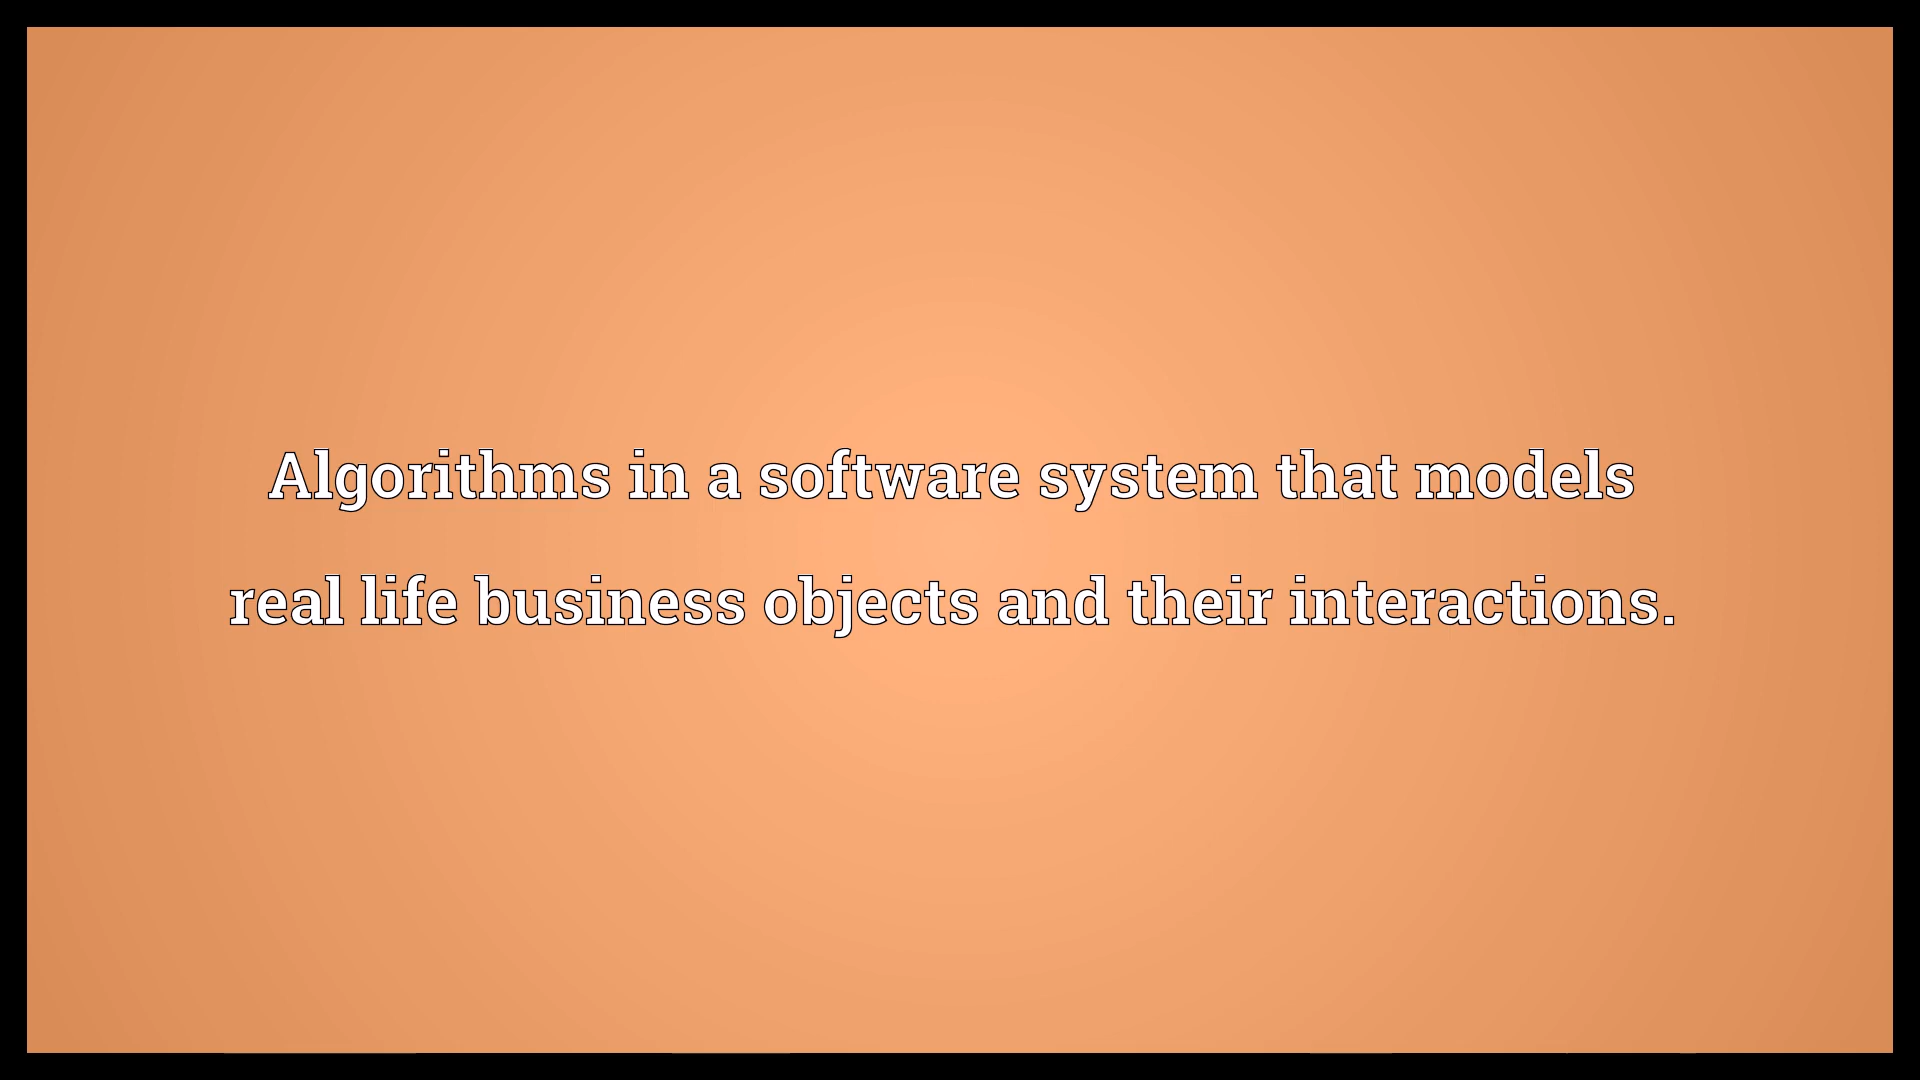 Algorithms in a software system that models
real life business objects and their interactions.